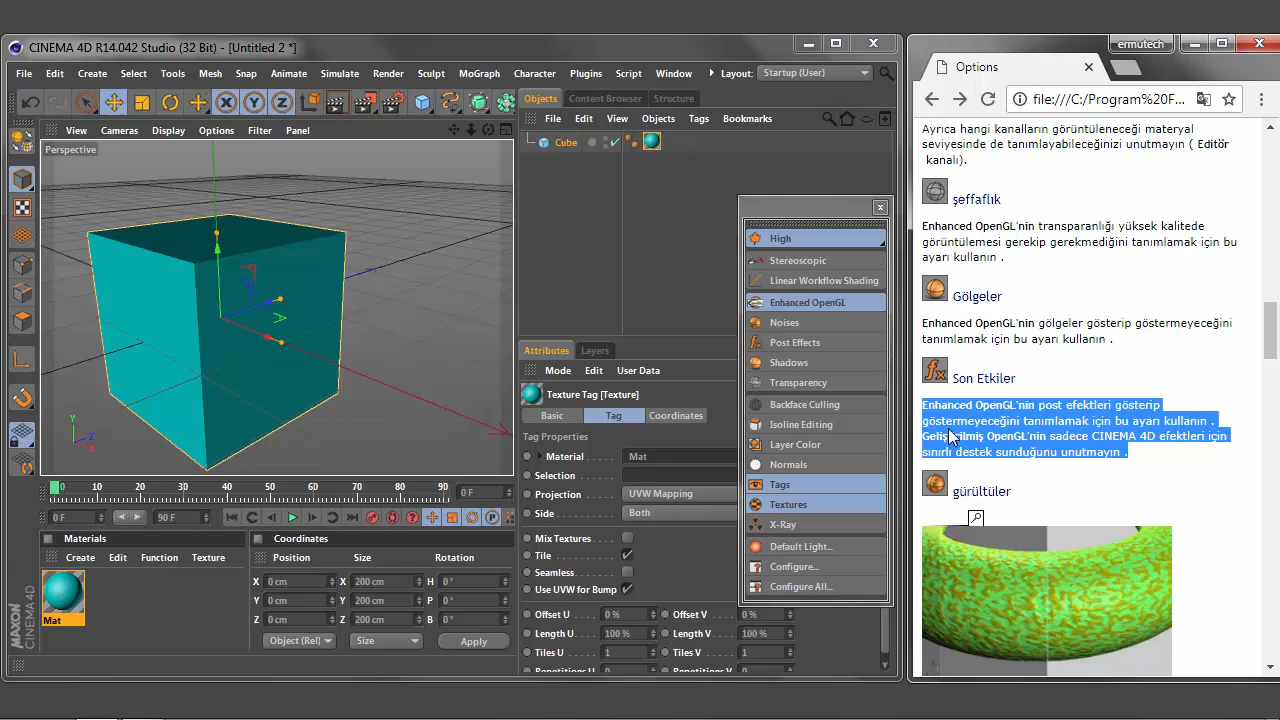 CINEMA 4D R14.042 Studio (32 Bit) - [Untitled 2 *]
File Edit Create Select Tools Mesh Snap Animate Simulate Render Sculpt MoGraph Character Plugins Script Window Layout: Startup (User)
X Y Z
View Cameras Display Options Filter Panel
Perspective
Y
Z
X
0 10 20 30 40 50 60 70 80 90 0 F
0 F 90 F
Materials
Create Edit Function Texture
Mat
MAXON
CINEMA 4D
Coordinates
Position Size Rotation
X 0 cm X 200 cm H 0 °
Y 0 cm Y 200 cm P 0 °
Z 0 cm Z 200 cm B 0 °
Object (Rel) Size Apply
Objects Content Browser Structure
File Edit View Objects Tags Bookmarks
Cube
Attributes Layers
Mode Edit User Data
Texture Tag [Texture]
Basic Tag Coordinates
Tag Properties
Material Mat
Selection
Projection UVW Mapping
Side Both
Mix Textures
Tile
Seamless
Use UVW for Bump
Offset U 0 % Offset V 0 %
Length U 100 % Length V 100 %
Tiles U 1 Tiles V 1
Repetitions U 0 Repetitions V 0
High
Stereoscopic
Linear Workflow Shading
Enhanced OpenGL
Noises
Post Effects
Shadows
Transparency
Backface Culling
Isoline Editing
Layer Color
Normals
Tags
Textures
X-Ray
Default Light...
Configure...
Configure All...
ermutech
Options
file:///C:/Program%20F...
Ayrıca hangi kanalların görüntüleneceği materyal
seviyesinde de tanımlayabileceğinizi unutmayın ( Editör
kanalı).
şeffaflık
Enhanced OpenGL'nin transparanlığı yüksek kalitede
görüntülemesi gerekip gerekmediğini tanımlamak için bu
ayarı kullanın .
Gölgeler
Enhanced OpenGL'nin gölgeler gösterip göstermeyeceğini
tanımlamak için bu ayarı kullanın .
fx Son Etkiler
Enhanced OpenGL'nin post efektleri gösterip
göstermeyeceğini tanımlamak için bu ayarı kullanın .
Geliştirilmiş OpenGL'nin sadece CINEMA 4D efektleri için
sınırlı destek sunduğunu unutmayın .
gürültüler